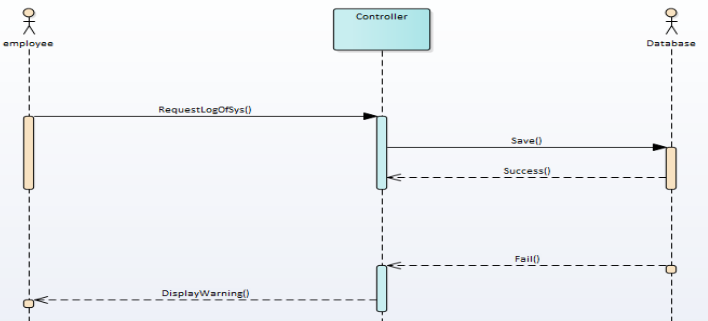 Controller
employee
Database
RequestLogOfSys()
Save()
Success()
Fail()
DisplayWarning()